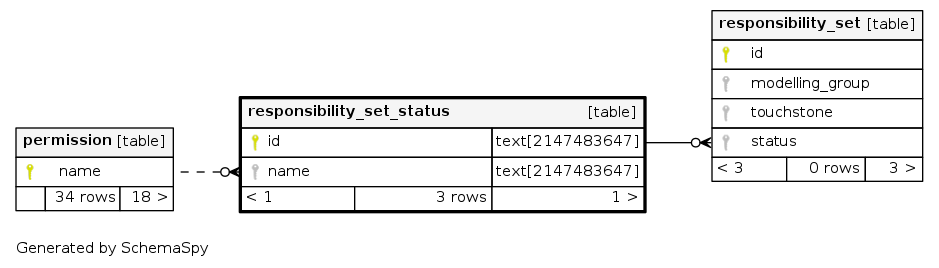 responsibility_set [table]
id
modelling_group
touchstone
status
< 3 0 rows 3 >
responsibility_set_status [table]
id text[2147483647]
name text[2147483647]
< 1 3 rows 1 >
permission [table]
name
34 rows 18 >
Generated by SchemaSpy